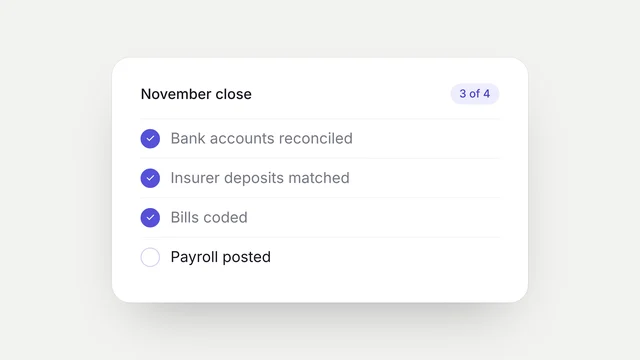 November close
3 of 4
Bank accounts reconciled
Insurer deposits matched
Bills coded
Payroll posted